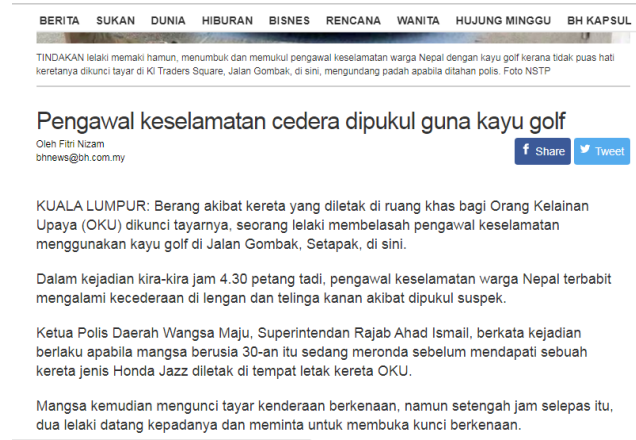 BERITA SUKAN DUNIA HIBURAN BISNES RENCANA WANITA HUJUNG MINGGU BH KAPSUL
TINDAKAN lelaki memaki hamun, menumbuk dan memukul pengawal keselamatan warga Nepal dengan kayu golf kerana tidak puas hati
keretanya dikunci tayar di KI Traders Square, Jalan Gombak, di sini, mengundang padah apabila ditahan polis. Foto NSTP
Pengawal keselamatan cedera dipukul guna kayu golf
Oleh Fitri Nizam
bhnews@bh.com.my
Share Tweet
KUALA LUMPUR: Berang akibat kereta yang diletak di ruang khas bagi Orang Kelainan
Upaya (OKU) dikunci tayarnya, seorang lelaki membelasah pengawal keselamatan
menggunakan kayu golf di Jalan Gombak, Setapak, di sini.
Dalam kejadian kira-kira jam 4.30 petang tadi, pengawal keselamatan warga Nepal terbabit
mengalami kecederaan di lengan dan telinga kanan akibat dipukul suspek.
Ketua Polis Daerah Wangsa Maju, Superintendan Rajab Ahad Ismail, berkata kejadian
berlaku apabila mangsa berusia 30-an itu sedang meronda sebelum mendapati sebuah
kereta jenis Honda Jazz diletak di tempat letak kereta OKU.
Mangsa kemudian mengunci tayar kenderaan berkenaan, namun setengah jam selepas itu,
dua lelaki datang kepadanya dan meminta untuk membuka kunci berkenaan.